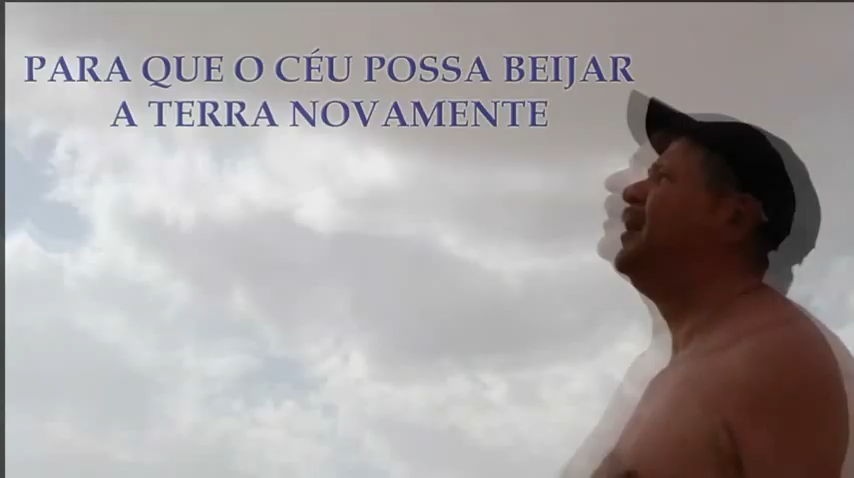 PARA QUE O CÉU POSSA BEIJAR
A TERRA NOVAMENTE